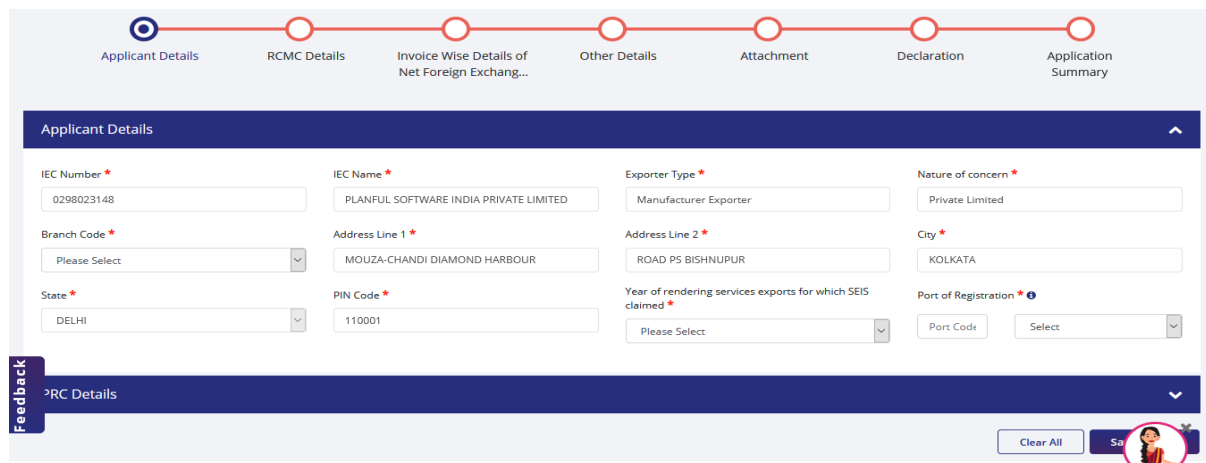 Applicant Details
RCMC Details
Invoice Wise Details of
Net Foreign Exchang...
Other Details
Attachment
Declaration
Application
Summary
Applicant Details
IEC Number *
IEC Name *
Exporter Type *
Nature of concern *
0298023148
PLANFUL SOFTWARE INDIA PRIVATE LIMITED
Manufacturer Exporter
Private Limited
Branch Code *
Address Line 1 *
Address Line 2 *
City *
Please Select
MOUZA-CHANDI DIAMOND HARBOUR
ROAD PS BISHNUPUR
KOLKATA
State *
PIN Code *
Year of rendering services exports for which SEIS
claimed *
Port of Registration *
DELHI
110001
Please Select
Port Code
Select
Feedback
PRC Details
Clear All